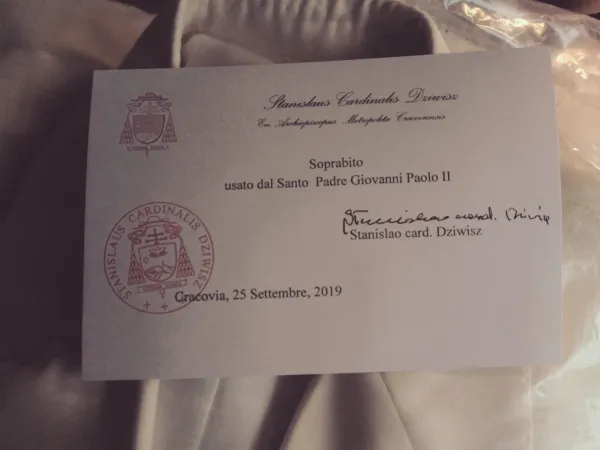 Stanislaus Cardinalis Dziwisz
Em. Archiepiscopus Metropolita Cracoviensis
Soprabito
usato dal Santo Padre Giovanni Paolo II
Stanislao card. Dziwisz
STANISLAUS CARDINALIS DZIWISZ
Cracovia, 25 Settembre, 2019